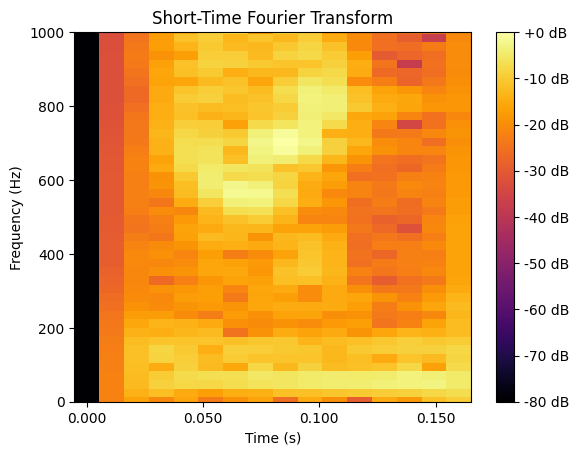 Short-Time Fourier Transform
1000
800
600
400
200
0
Frequency (Hz)
0.000
0.050
0.100
0.150
Time (s)
+0 dB
-10 dB
-20 dB
-30 dB
-40 dB
-50 dB
-60 dB
-70 dB
-80 dB